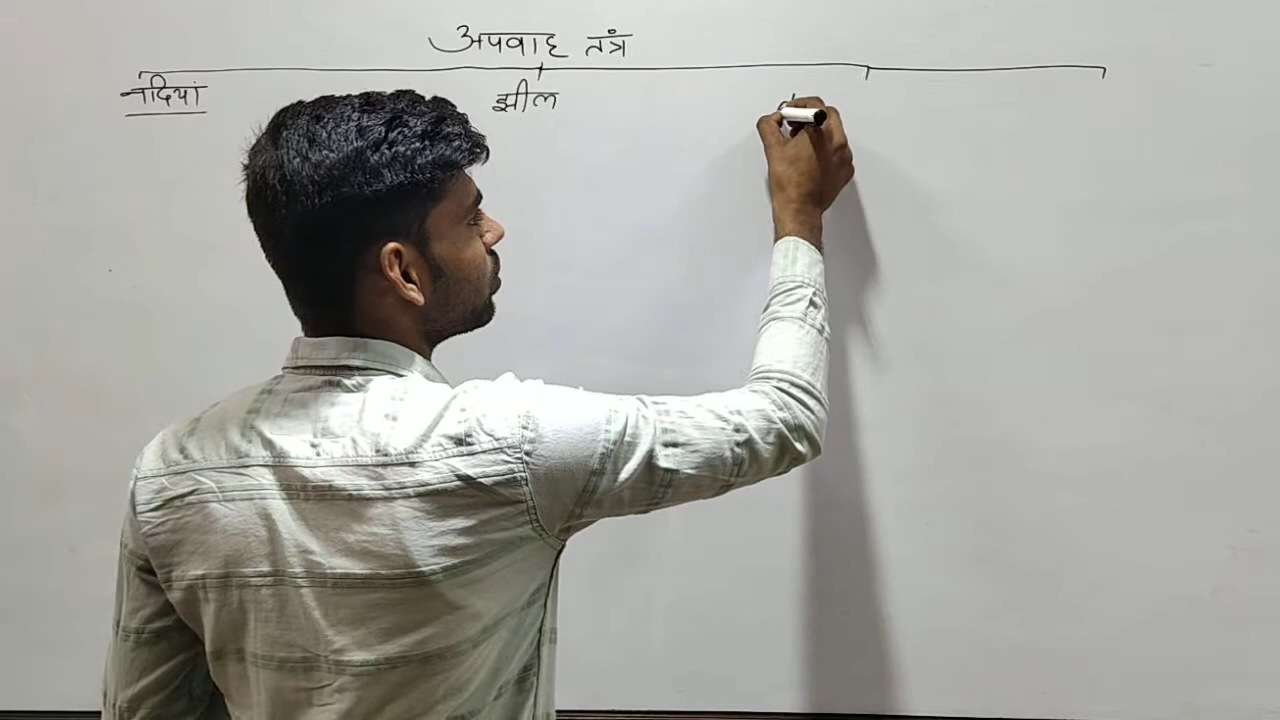 अपवाह तंत्र
नदियां झील